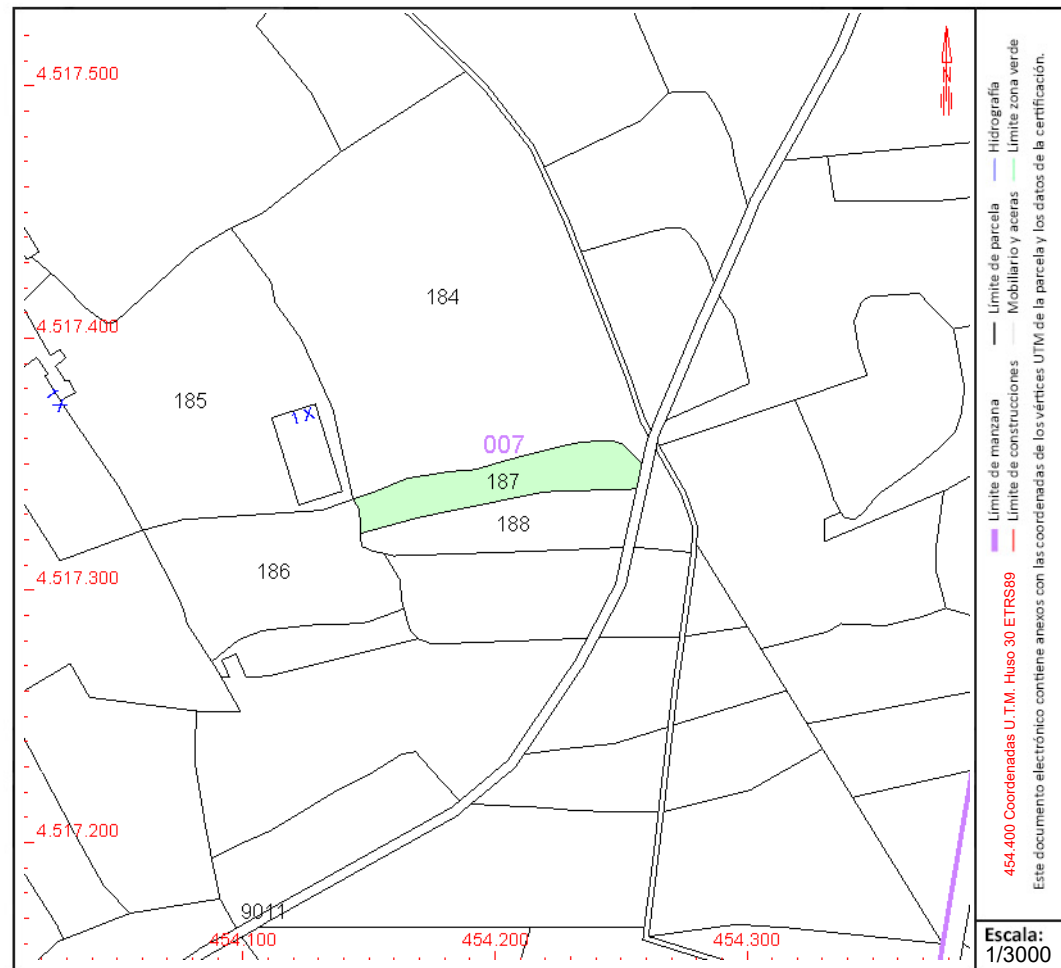 4.517.500
184
4.517.400
185
1 X
007
187
188
186
4.517.300
4.517.200
9011
454.100
454.200
454.300
N
Límite de manzana
Límite de parcela
Hidrografía
Límite de construcciones
Mobiliario y aceras
Límite zona verde
454.400 Coordenadas U.T.M. Huso 30 ETRS89
Este documento electrónico contiene anexos con las coordenadas de los vértices UTM de la parcela y los datos de la certificación.
Escala:
1/3000